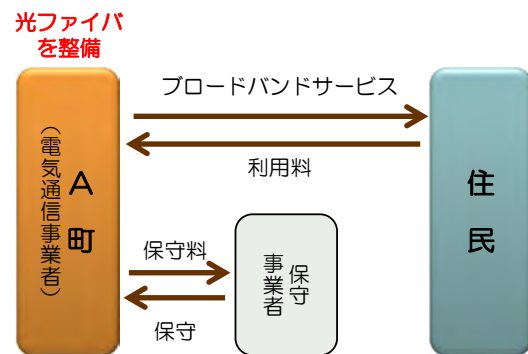 光ファイバ
を整備
A町
（電気通信事業者）
ブロードバンドサービス
利用料
住民
保守料
保守
保守
事業者